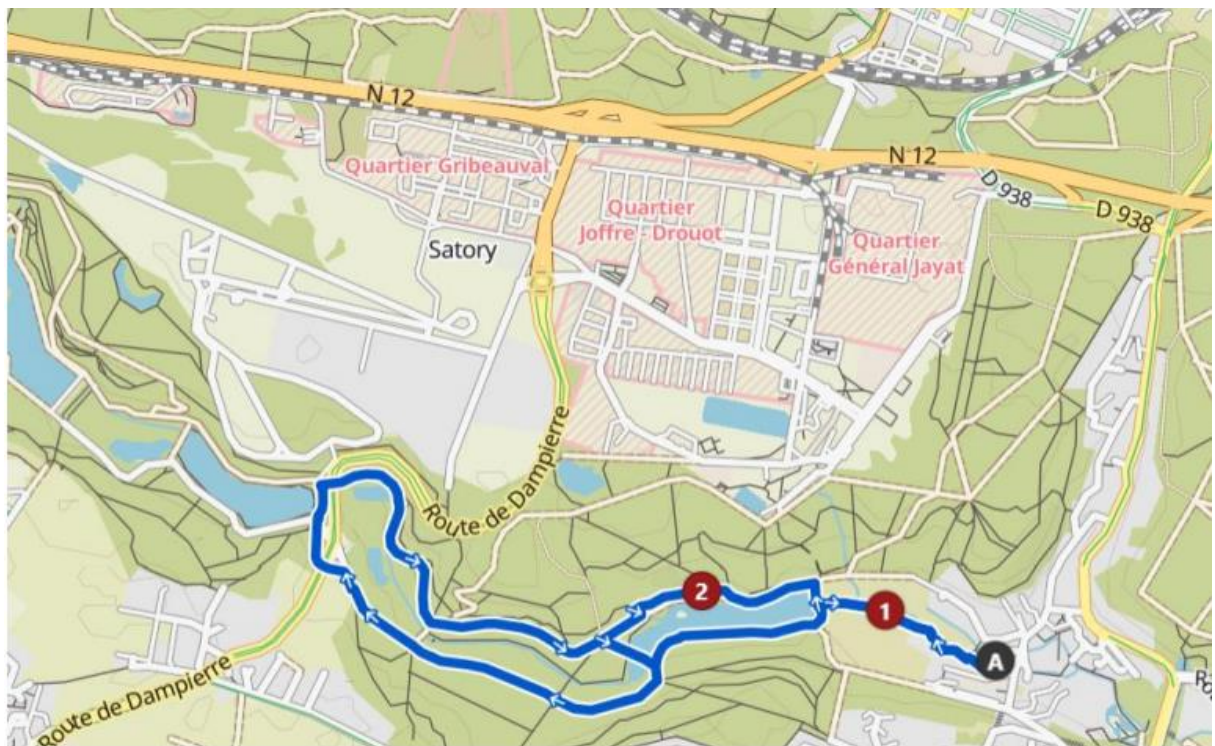 N 12
Quartier Gribeauval
N 12
D 938
D 938
Quartier
Joffre - Drouot
Quartier
Général Jayat
Satory
Route de Dampierre
2
1
A
Route de Dampierre